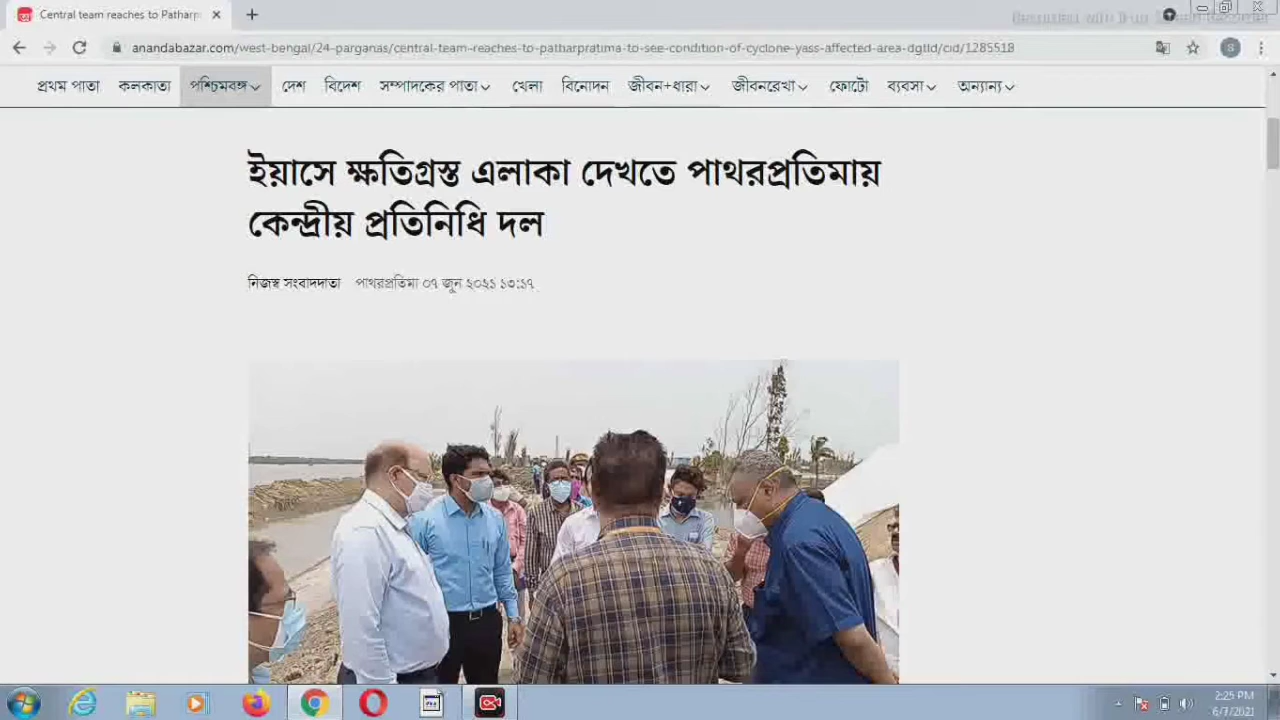 Central team reaches to Patharp
anandabazar.com/west-bengal/24-parganas/central-team-reaches-to-patharpratima-to-see-condition-of-cyclone-yass-affected-area-dgtld/cid/1285518
প্রথম পাতা কলকাতা পশ্চিমবঙ্গ দেশ বিদেশ সম্পাদকের পাতা খেলা বিনোদন জীবন+ধারা জীবনরেখা ফোটো ব্যবসা অন্যান্য
ইয়াসে ক্ষতিগ্রস্ত এলাকা দেখতে পাথরপ্রতিমায়
কেন্দ্রীয় প্রতিনিধি দল
নিজস্ব সংবাদদাতা পাথরপ্রতিমা ০৭ জুন ২০২১ ১৩:১৭
2:25 PM
6/7/2021